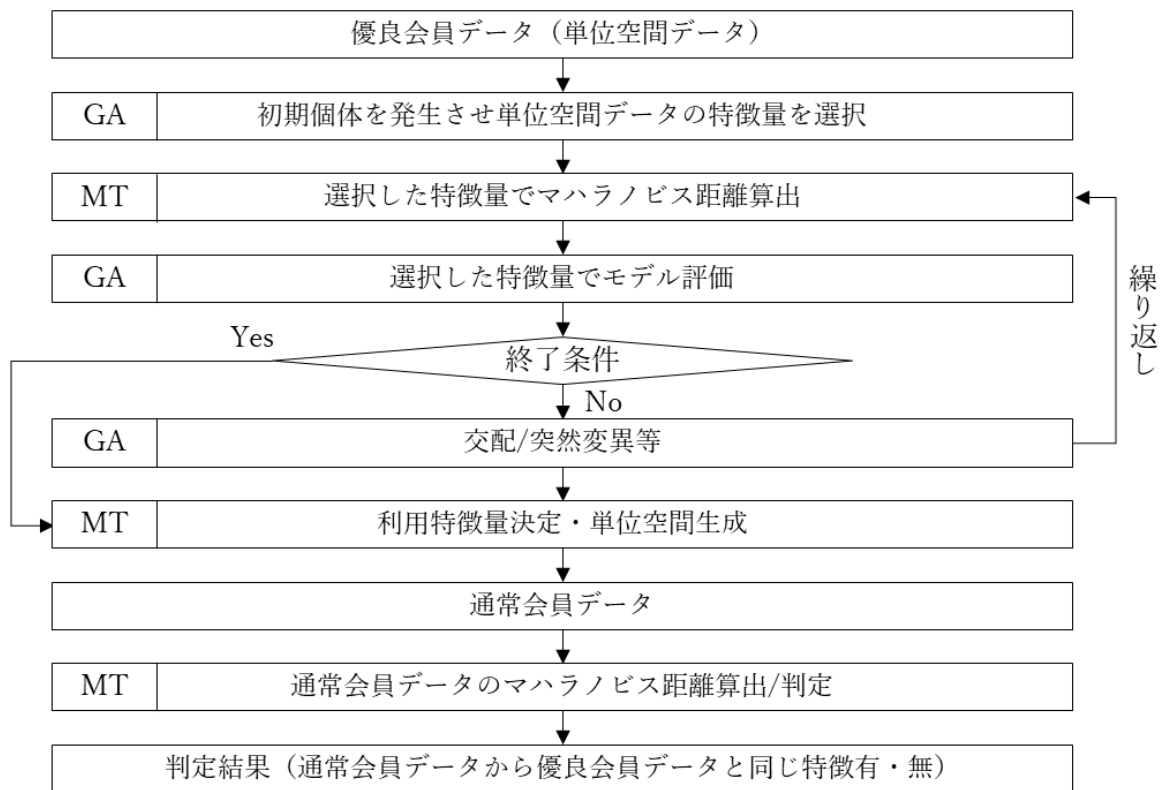 優良会員データ（単位空間データ）
GA 初期個体を発生させ単位空間データの特徴量を選択
MT 選択した特徴量でマハラノビス距離算出
GA 選択した特徴量でモデル評価
繰り返し
Yes
終了条件
No
GA 交配/突然変異等
MT 利用特徴量決定・単位空間生成
通常会員データ
MT 通常会員データのマハラノビス距離算出/判定
判定結果（通常会員データから優良会員データと同じ特徴有・無）